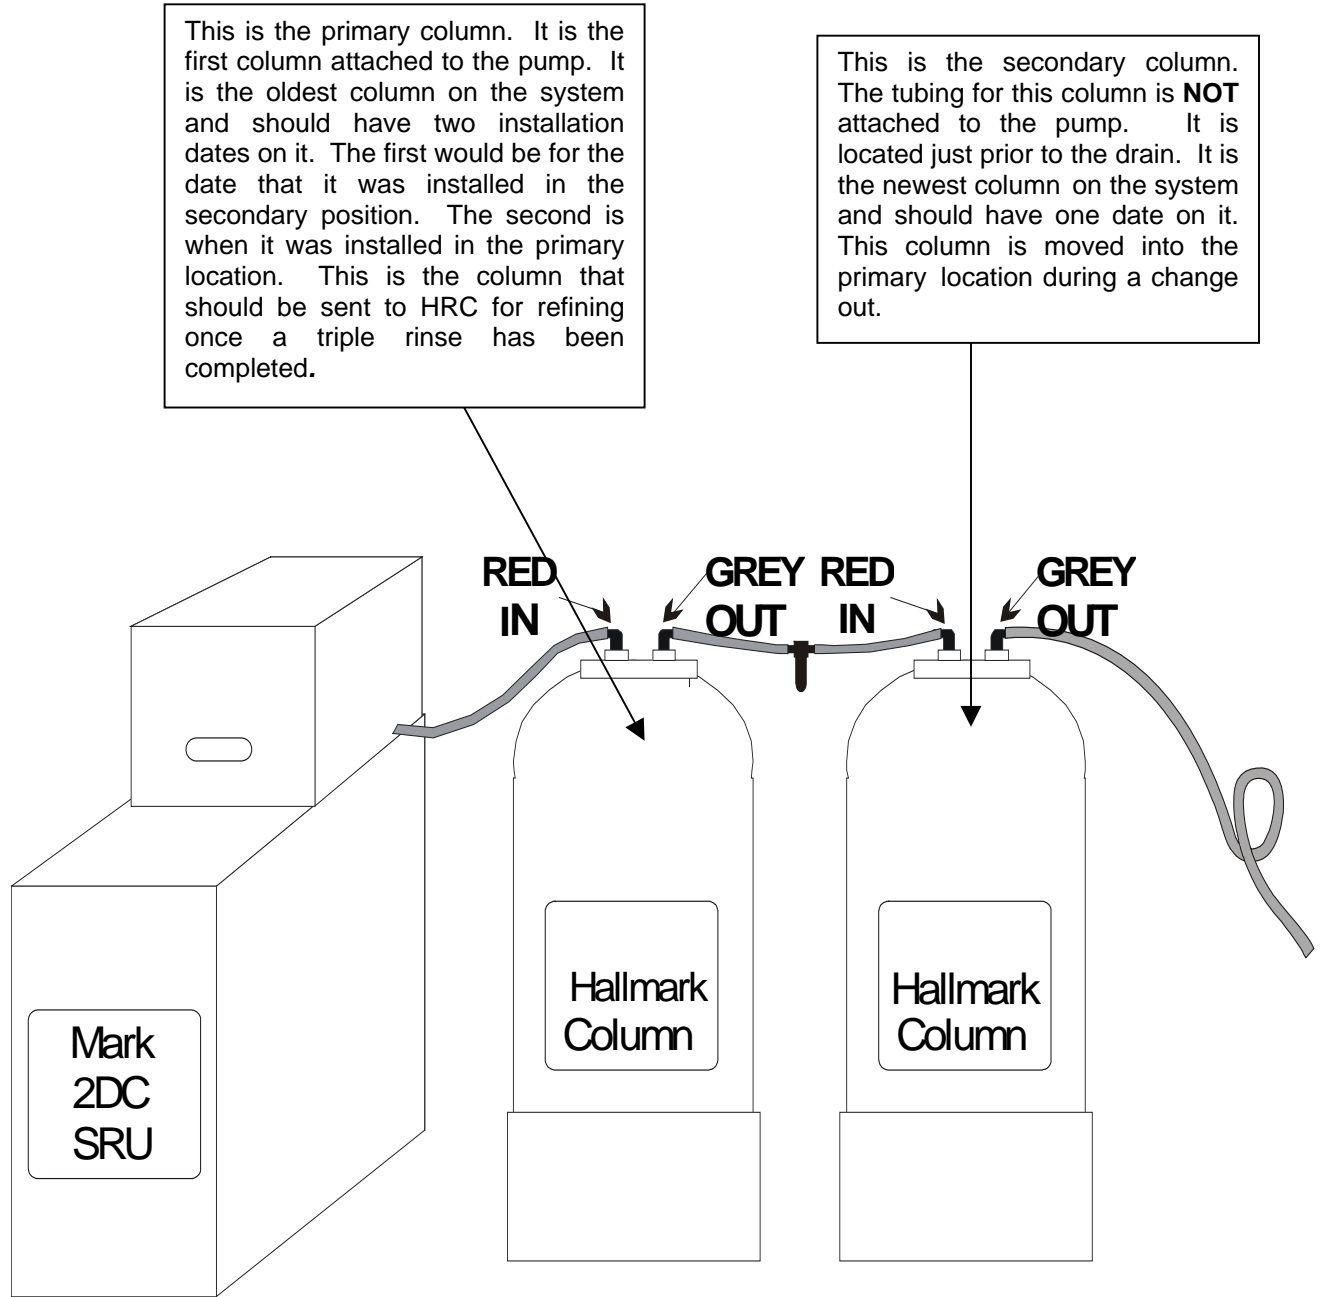 This is the primary column. It is the
first column attached to the pump. It
is the oldest column on the system
and should have two installation
dates on it. The first would be for the
date that it was installed in the
secondary position. The second is
when it was installed in the primary
location. This is the column that
should be sent to HRC for refining
once a triple rinse has been
completed.
This is the secondary column.
The tubing for this column is NOT
attached to the pump. It is
located just prior to the drain. It is
the newest column on the system
and should have one date on it.
This column is moved into the
primary location during a change
out.
RED
IN
GREY
OUT
RED
IN
GREY
OUT
Hallmark
Column
Hallmark
Column
Mark
2DC
SRU